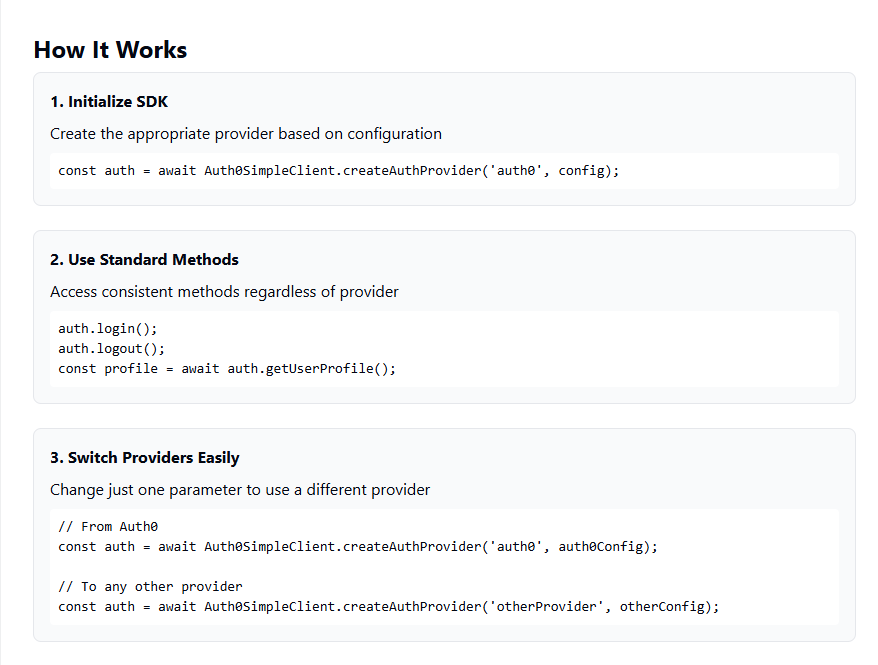 How It Works
1. Initialize SDK
Create the appropriate provider based on configuration
const auth = await Auth0SimpleClient.createAuthProvider('auth0', config);
2. Use Standard Methods
Access consistent methods regardless of provider
auth.login();
auth.logout();
const profile = await auth.getUserProfile();
3. Switch Providers Easily
Change just one parameter to use a different provider
// From Auth0
const auth = await Auth0SimpleClient.createAuthProvider('auth0', auth0Config);
// To any other provider
const auth = await Auth0SimpleClient.createAuthProvider('otherProvider', otherConfig);